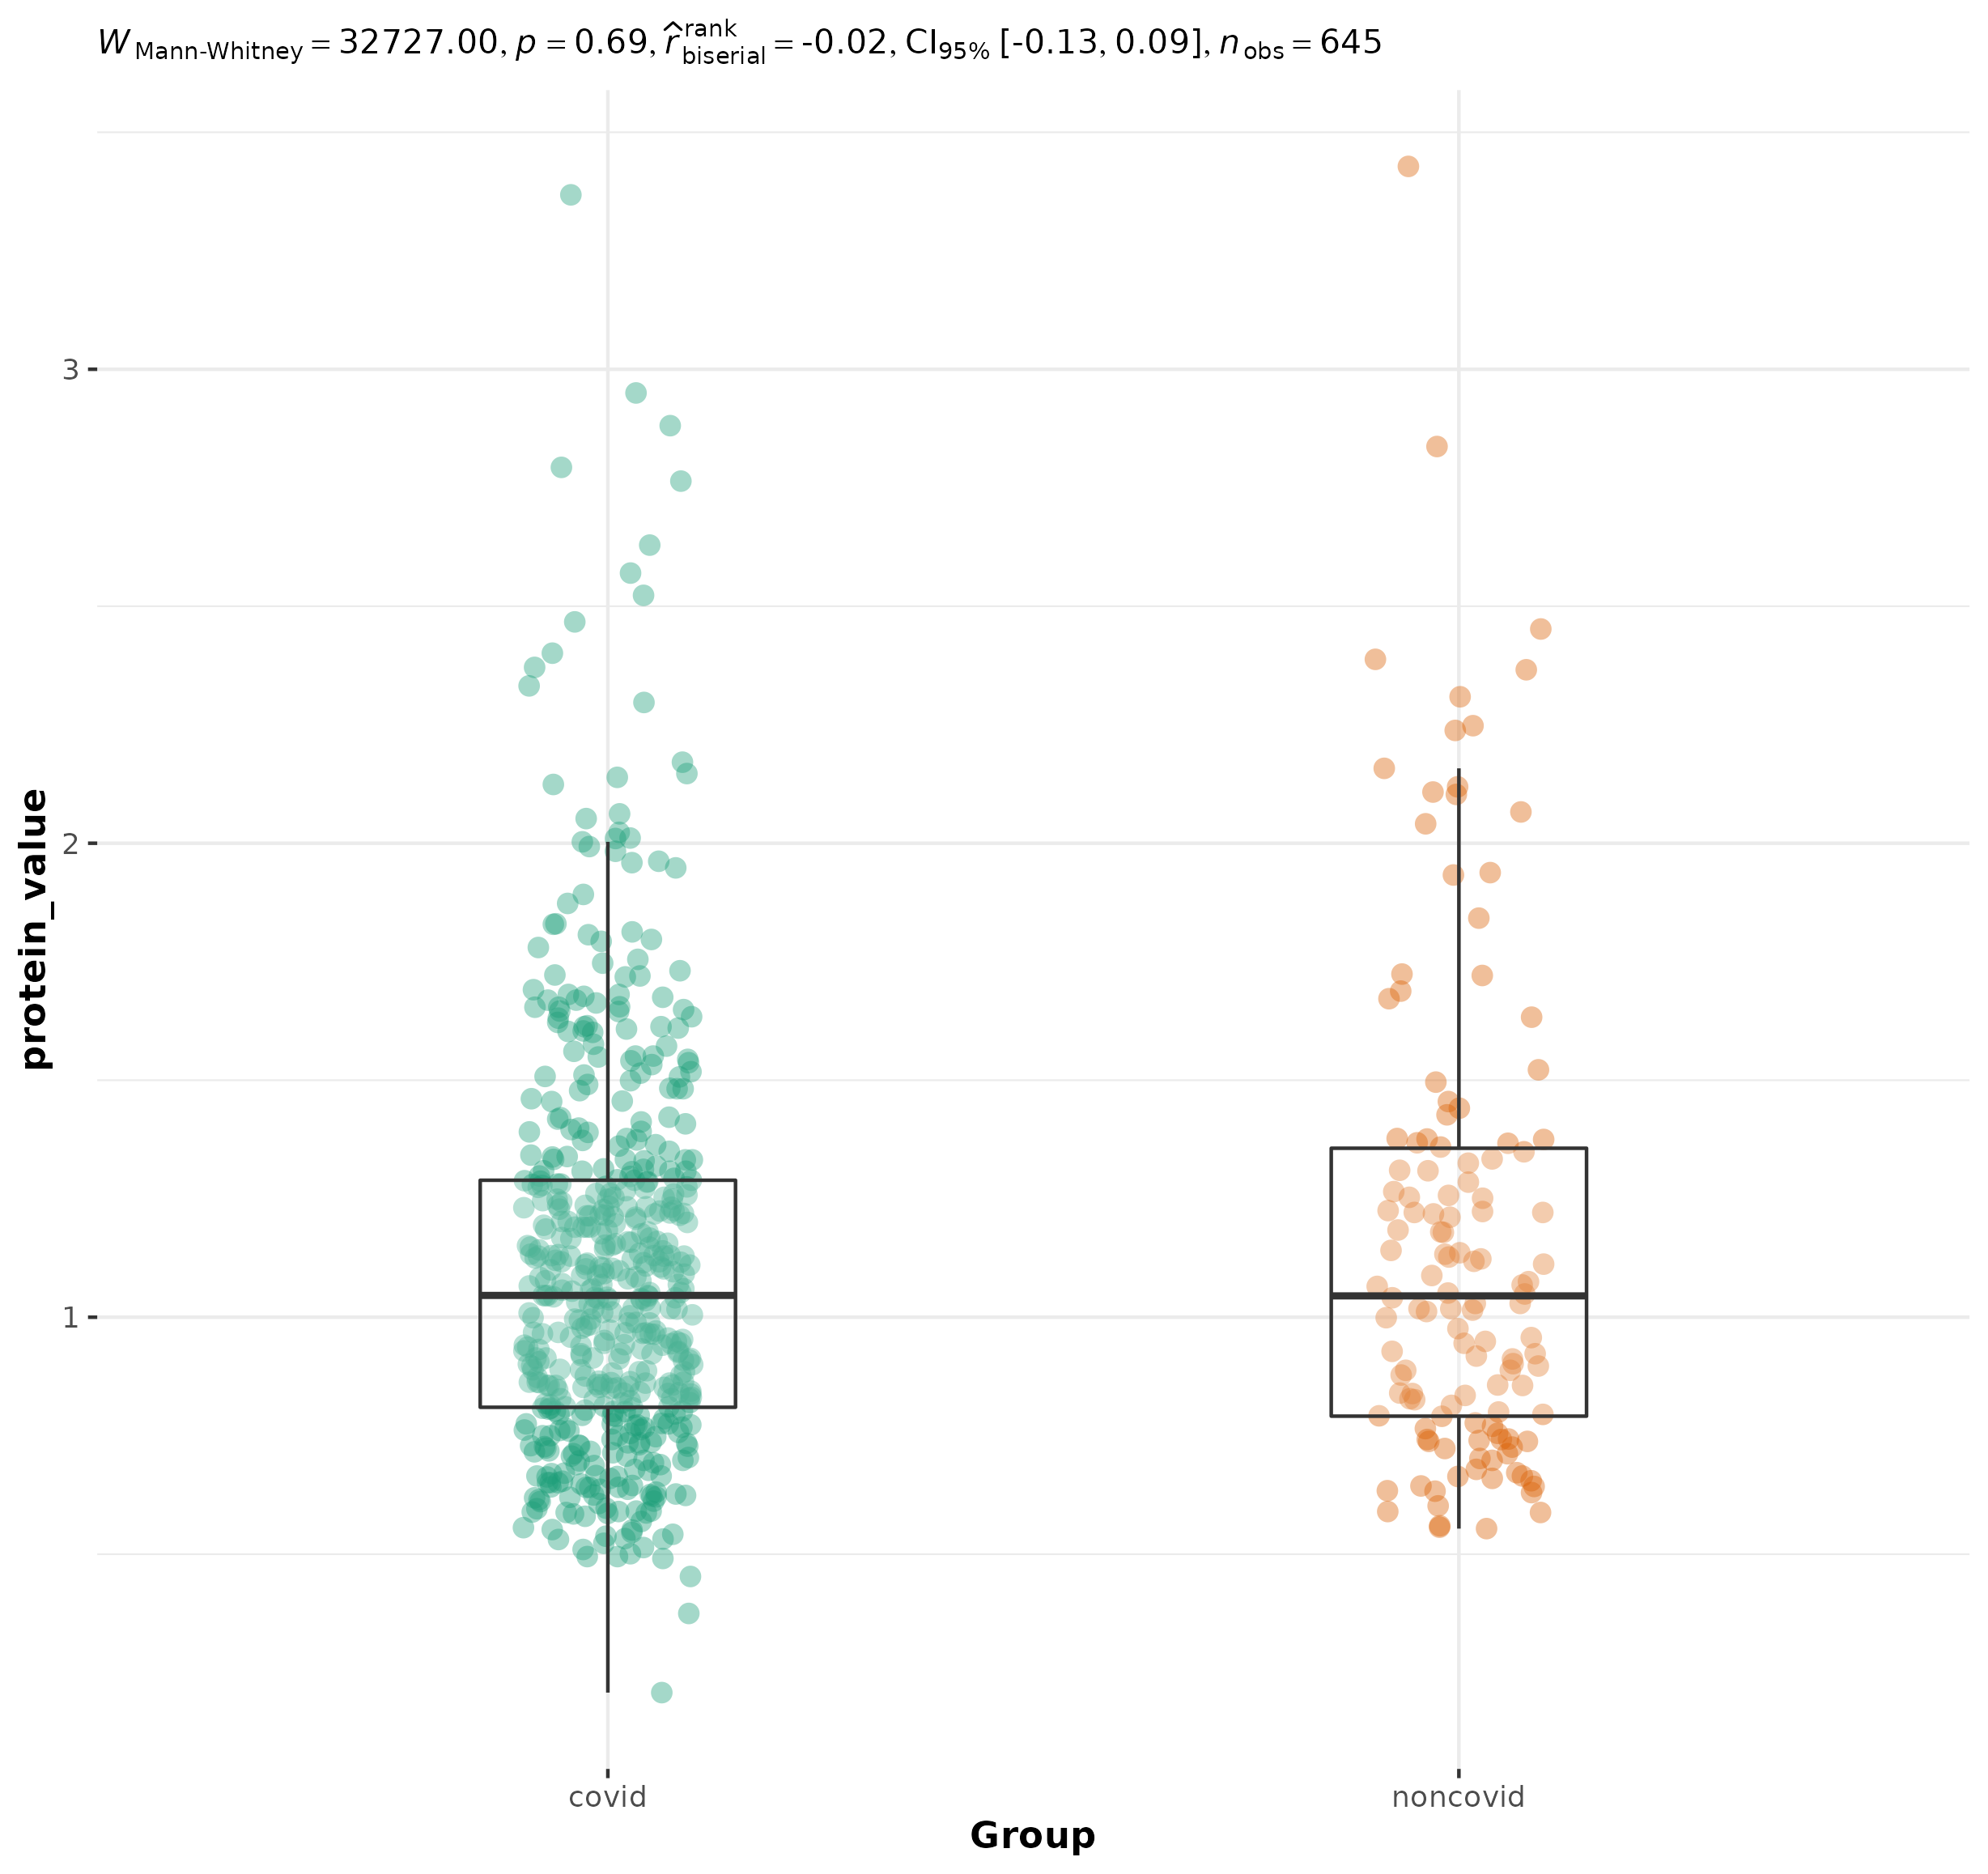 W Mann-Whitney = 32727.00, p = 0.69, r̂ rank biserial = -0.02, CI95% [-0.13, 0.09], n obs = 645
3
2
1
protein_value
covid noncovid
Group